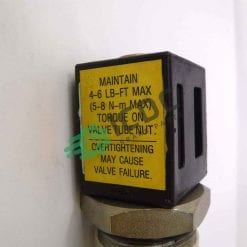 MAINTAIN
4-6 LB-FT MAX
(5-8 N-m MAX)
TORQUE ON
VALVE TUBE NUT.
OVERTIGHTENING
MAY CAUSE
VALVE FAILURE.